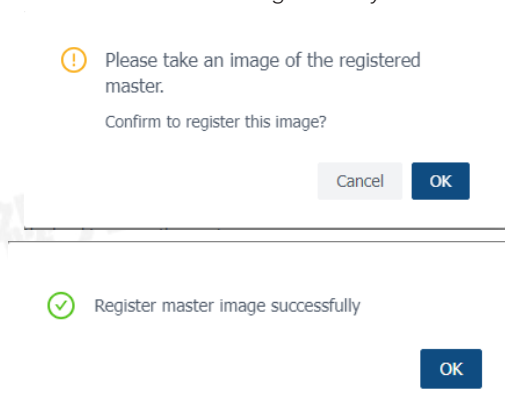 Please take an image of the registered
master.
Confirm to register this image?
Cancel
OK
Register master image successfully
OK